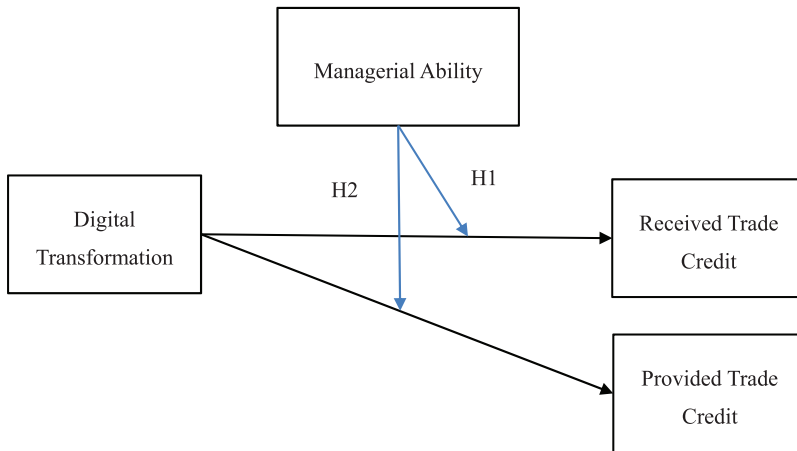 Managerial Ability
H1
H2
Digital
Transformation
Received Trade
Credit
Provided Trade
Credit